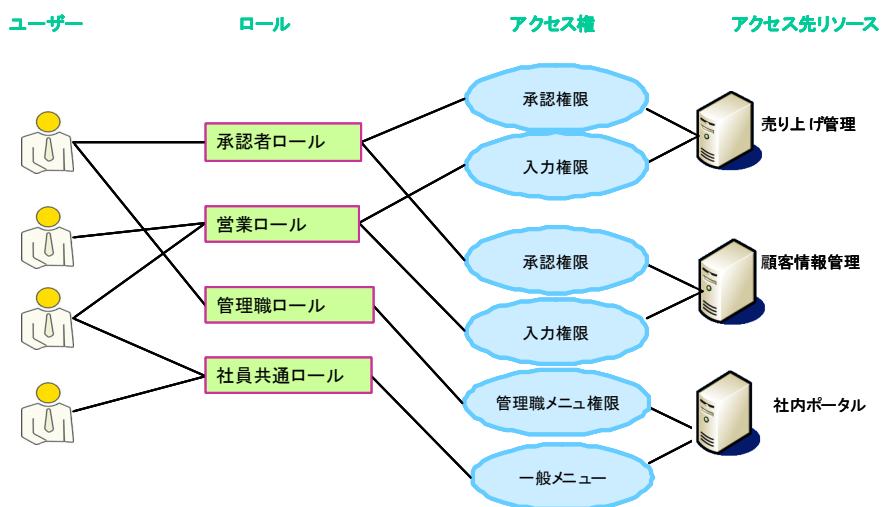 ユーザー
ロール
アクセス権
アクセス先リソース
承認者ロール
営業ロール
管理職ロール
社員共通ロール
承認権限
入力権限
承認権限
入力権限
管理職メニュ権限
一般メニュー
売り上げ管理
顧客情報管理
社内ポータル